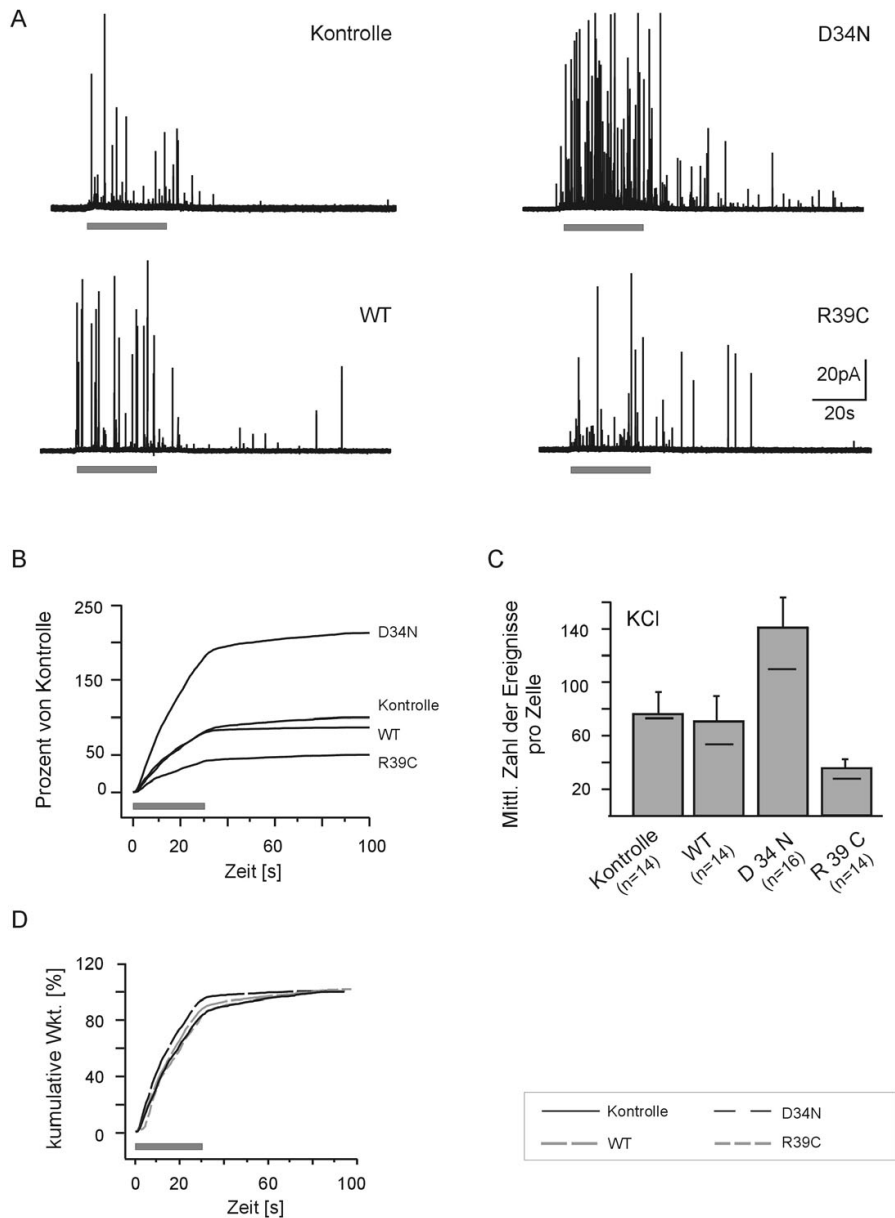 A
Kontrolle
D34N
WT
R39C
20pA
20s
B
Prozent von Kontrolle
250
150
50
0
D34N
Kontrolle
WT
R39C
0
20
60
100
Zeit [s]
C
Mittl. Zahl der Ereignisse
pro Zelle
KCl
140
100
60
20
Kontrolle
(n=14)
WT
(n=14)
D 34 N
(n=16)
R 39 C
(n=14)
D
kumulative Wkt. [%]
120
80
40
0
0
20
60
100
Zeit [s]
Kontrolle
D34N
WT
R39C